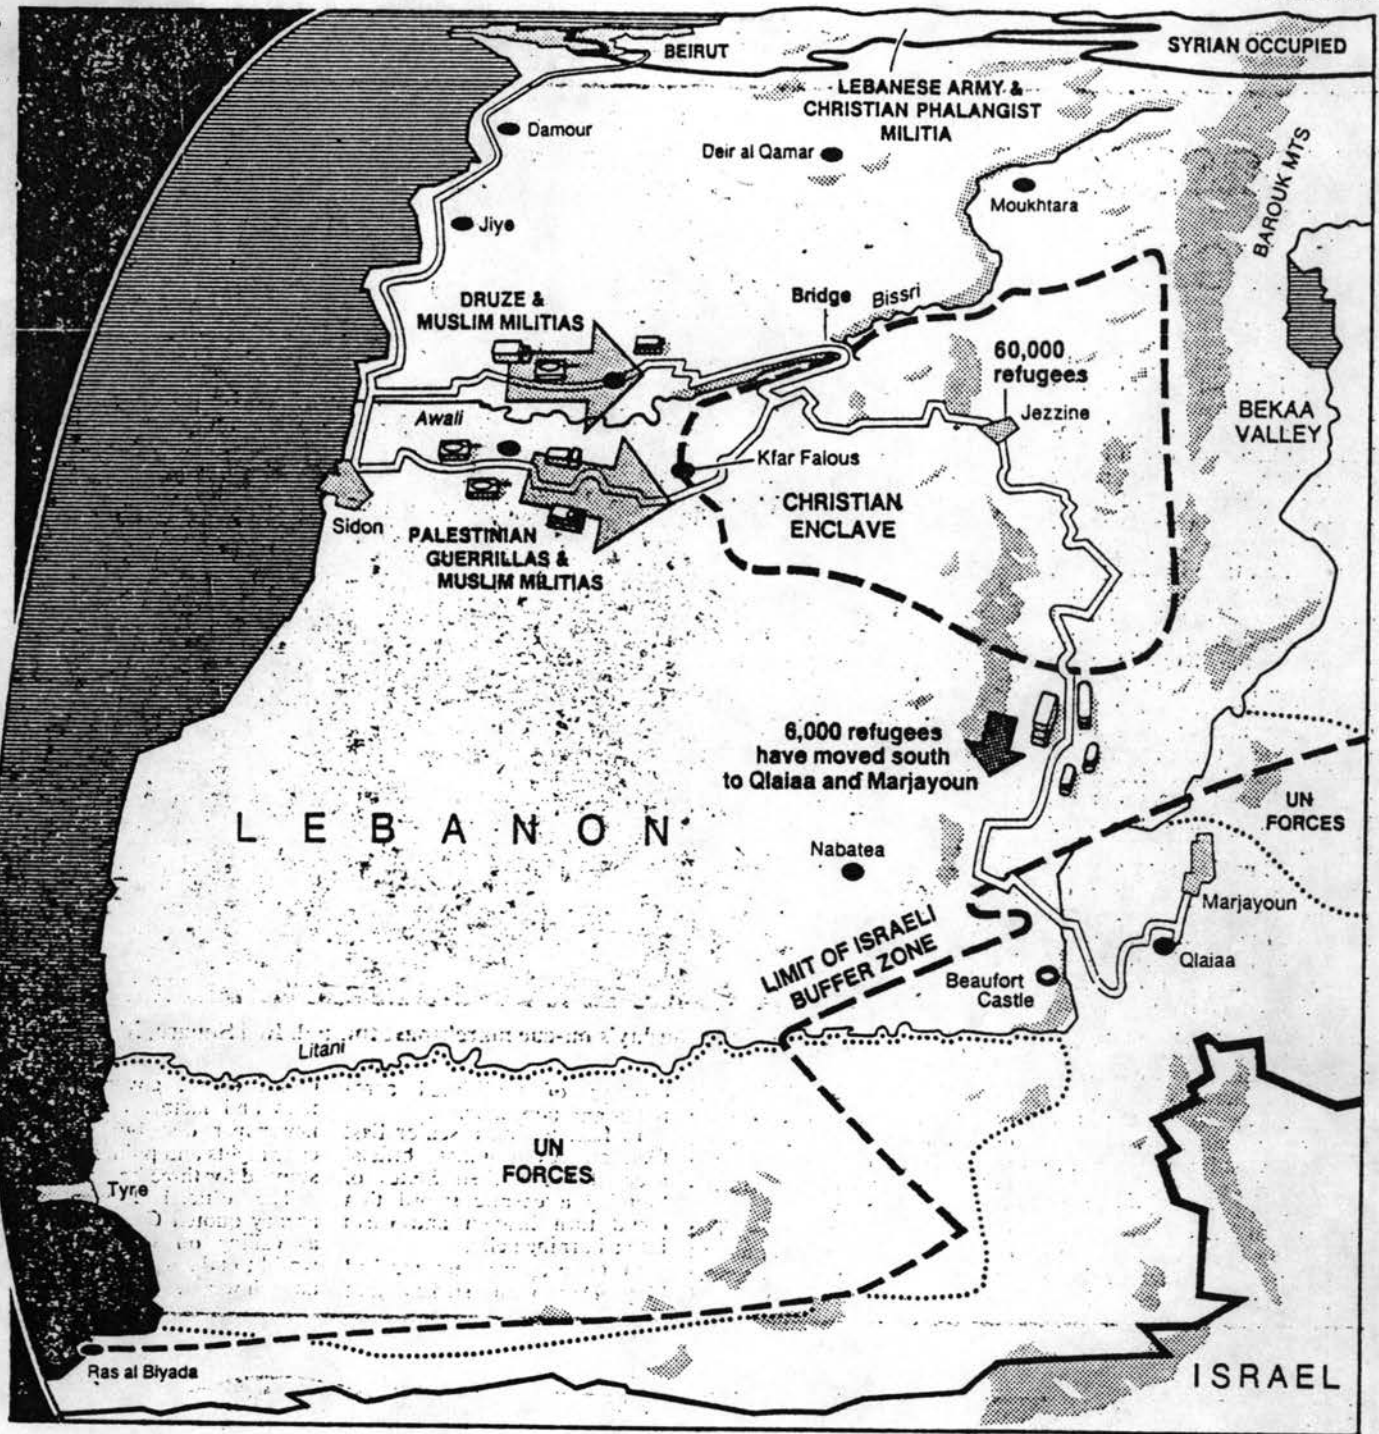 BEIRUT
SYRIAN OCCUPIED
LEBANESE ARMY &
CHRISTIAN PHALANGIST
MILITIA
Damour
Deir al Qamar
Moukhtara
BAROUK MTS
Jiye
DRUZE &
MUSLIM MILITIAS
Bridge
Bissri
60,000
refugees
Jezzine
BEKAA
VALLEY
Awali
Kfar Falous
CHRISTIAN
ENCLAVE
Sidon
PALESTINIAN
GUERRILLAS &
MUSLIM MILITIAS
6,000 refugees
have moved south
to Qlaiaa and Marjayoun
UN
FORCES
LEBANON
Nabatea
Marjayoun
LIMIT OF ISRAELI
BUFFER ZONE
Qlaiaa
Beaufort
Castle
Litani
UN
FORCES
Tyre
Ras al Biyada
ISRAEL